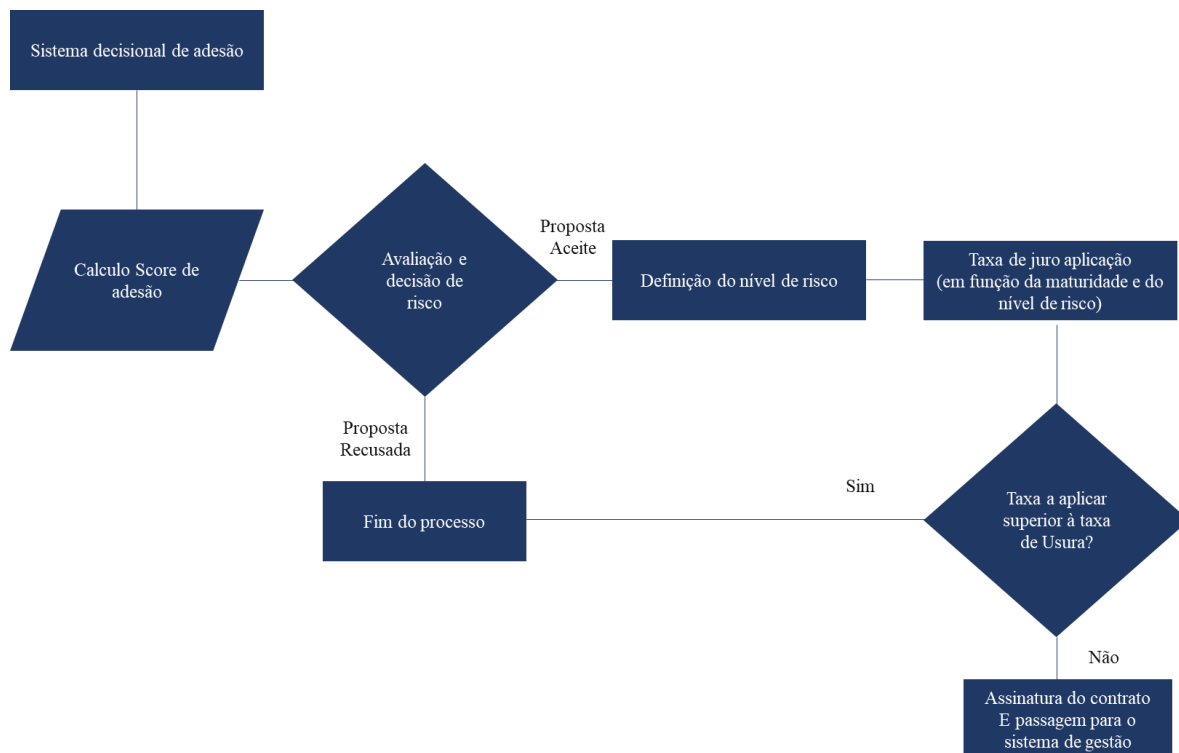 Sistema decisional de adesão
Calculo Score de
adesão
Avaliação e
decisão de
risco
Proposta
Aceite
Definição do nível de risco
Taxa de juro aplicação
(em função da maturidade e do
nível de risco)
Proposta
Recusada
Fim do processo
Sim
Taxa a aplicar
superior à taxa
de Usura?
Não
Assinatura do contrato
E passagem para o
sistema de gestão